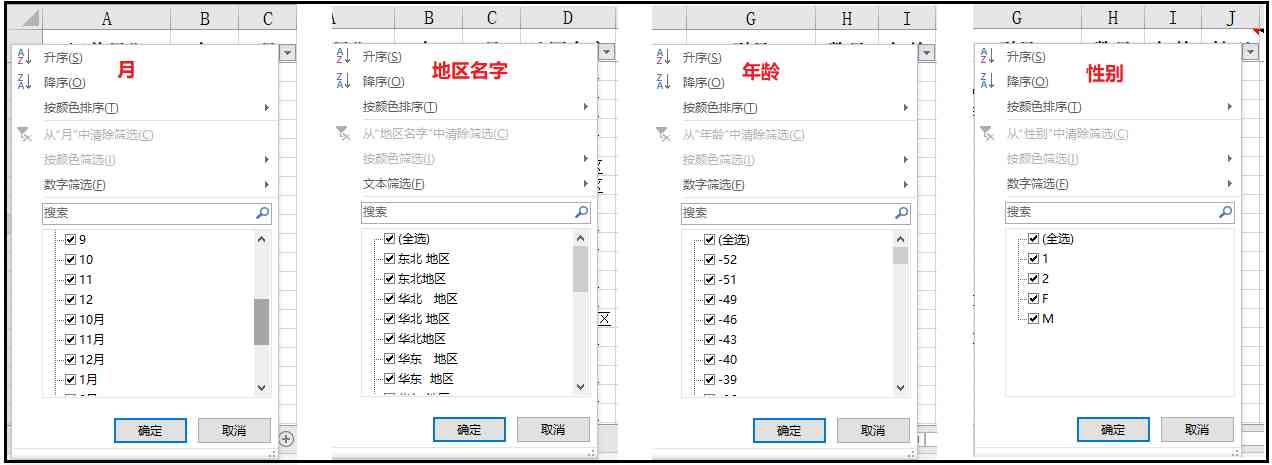 A B C
升序(S)
月
降序(O)
按颜色排序(T)
从"月"中清除筛选(C)
按颜色筛选(I)
数字筛选(F)
搜索
9
10
11
12
10月
11月
12月
1月
确定 取消
A B C D
升序(S)
地区名字
降序(O)
按颜色排序(T)
从"地区名字"中清除筛选(C)
按颜色筛选(I)
文本筛选(F)
搜索
(全选)
东北 地区
东北地区
华北　地区
华北 地区
华北地区
华东　地区
华东  地区
确定 取消
区
G H I
升序(S)
年龄
降序(O)
按颜色排序(T)
从"年龄"中清除筛选(C)
按颜色筛选(I)
数字筛选(F)
搜索
(全选)
-52
-51
-49
-46
-43
-40
-39
确定 取消
G H I J
升序(S)
性别
降序(O)
按颜色排序(T)
从"性别"中清除筛选(C)
按颜色筛选(I)
数字筛选(F)
搜索
(全选)
1
2
F
M
确定 取消